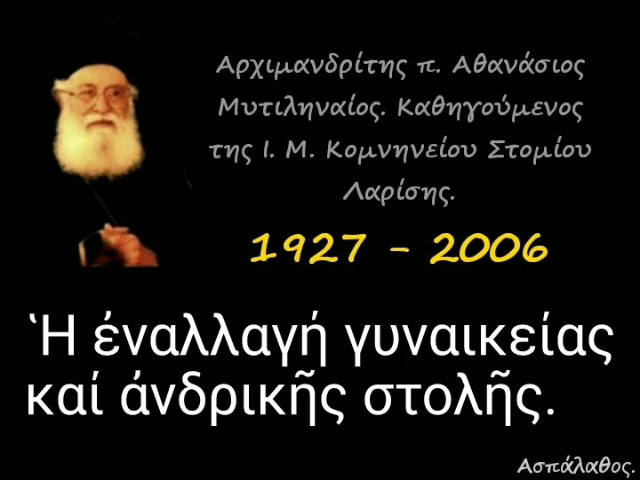 Αρχιμανδρίτης π. Αθανάσιος
Μυτιληναίος. Καθηγούμενος
της Ι. Μ. Κομνηνείου Στομίου
Λαρίσης.
1927 - 2006
Ἡ ἐναλλαγή γυναικείας
καί ἀνδρικῆς στολῆς.
Ασπάλαθος.